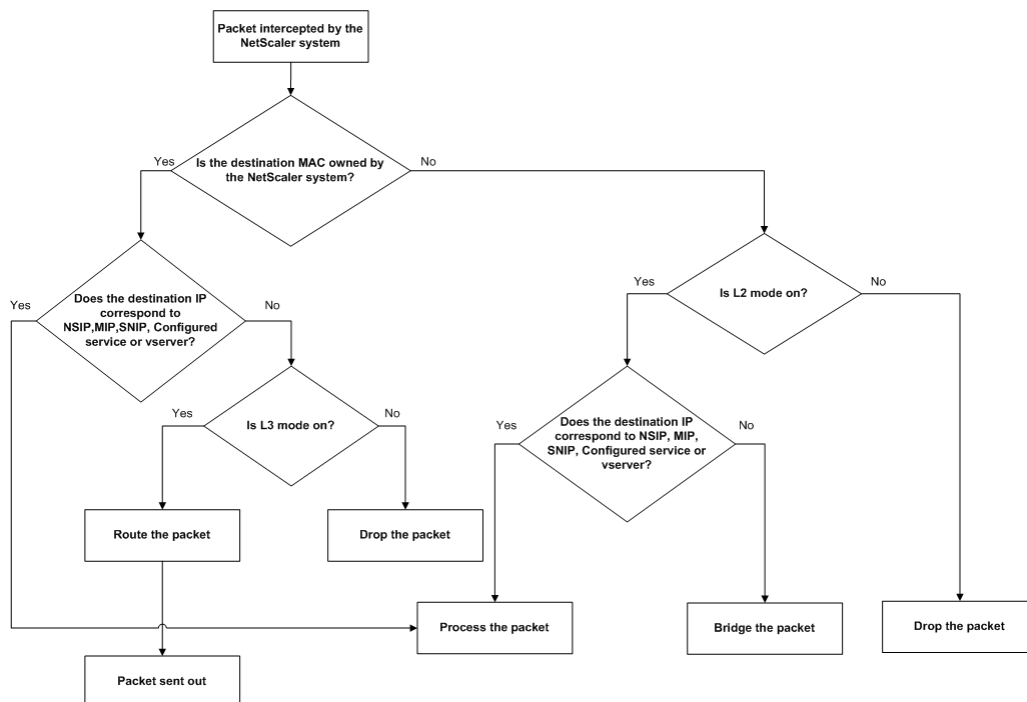 Packet intercepted by the
NetScaler system
Is the destination MAC owned by
the NetScaler system?
Yes
No
Does the destination IP
correspond to
NSIP,MIP,SNIP, Configured
service or vserver?
Yes
No
Is L2 mode on?
Yes
No
Is L3 mode on?
Yes
No
Does the destination IP
correspond to NSIP, MIP,
SNIP, Configured service or
vserver?
Yes
No
Route the packet
Drop the packet
Process the packet
Bridge the packet
Drop the packet
Packet sent out